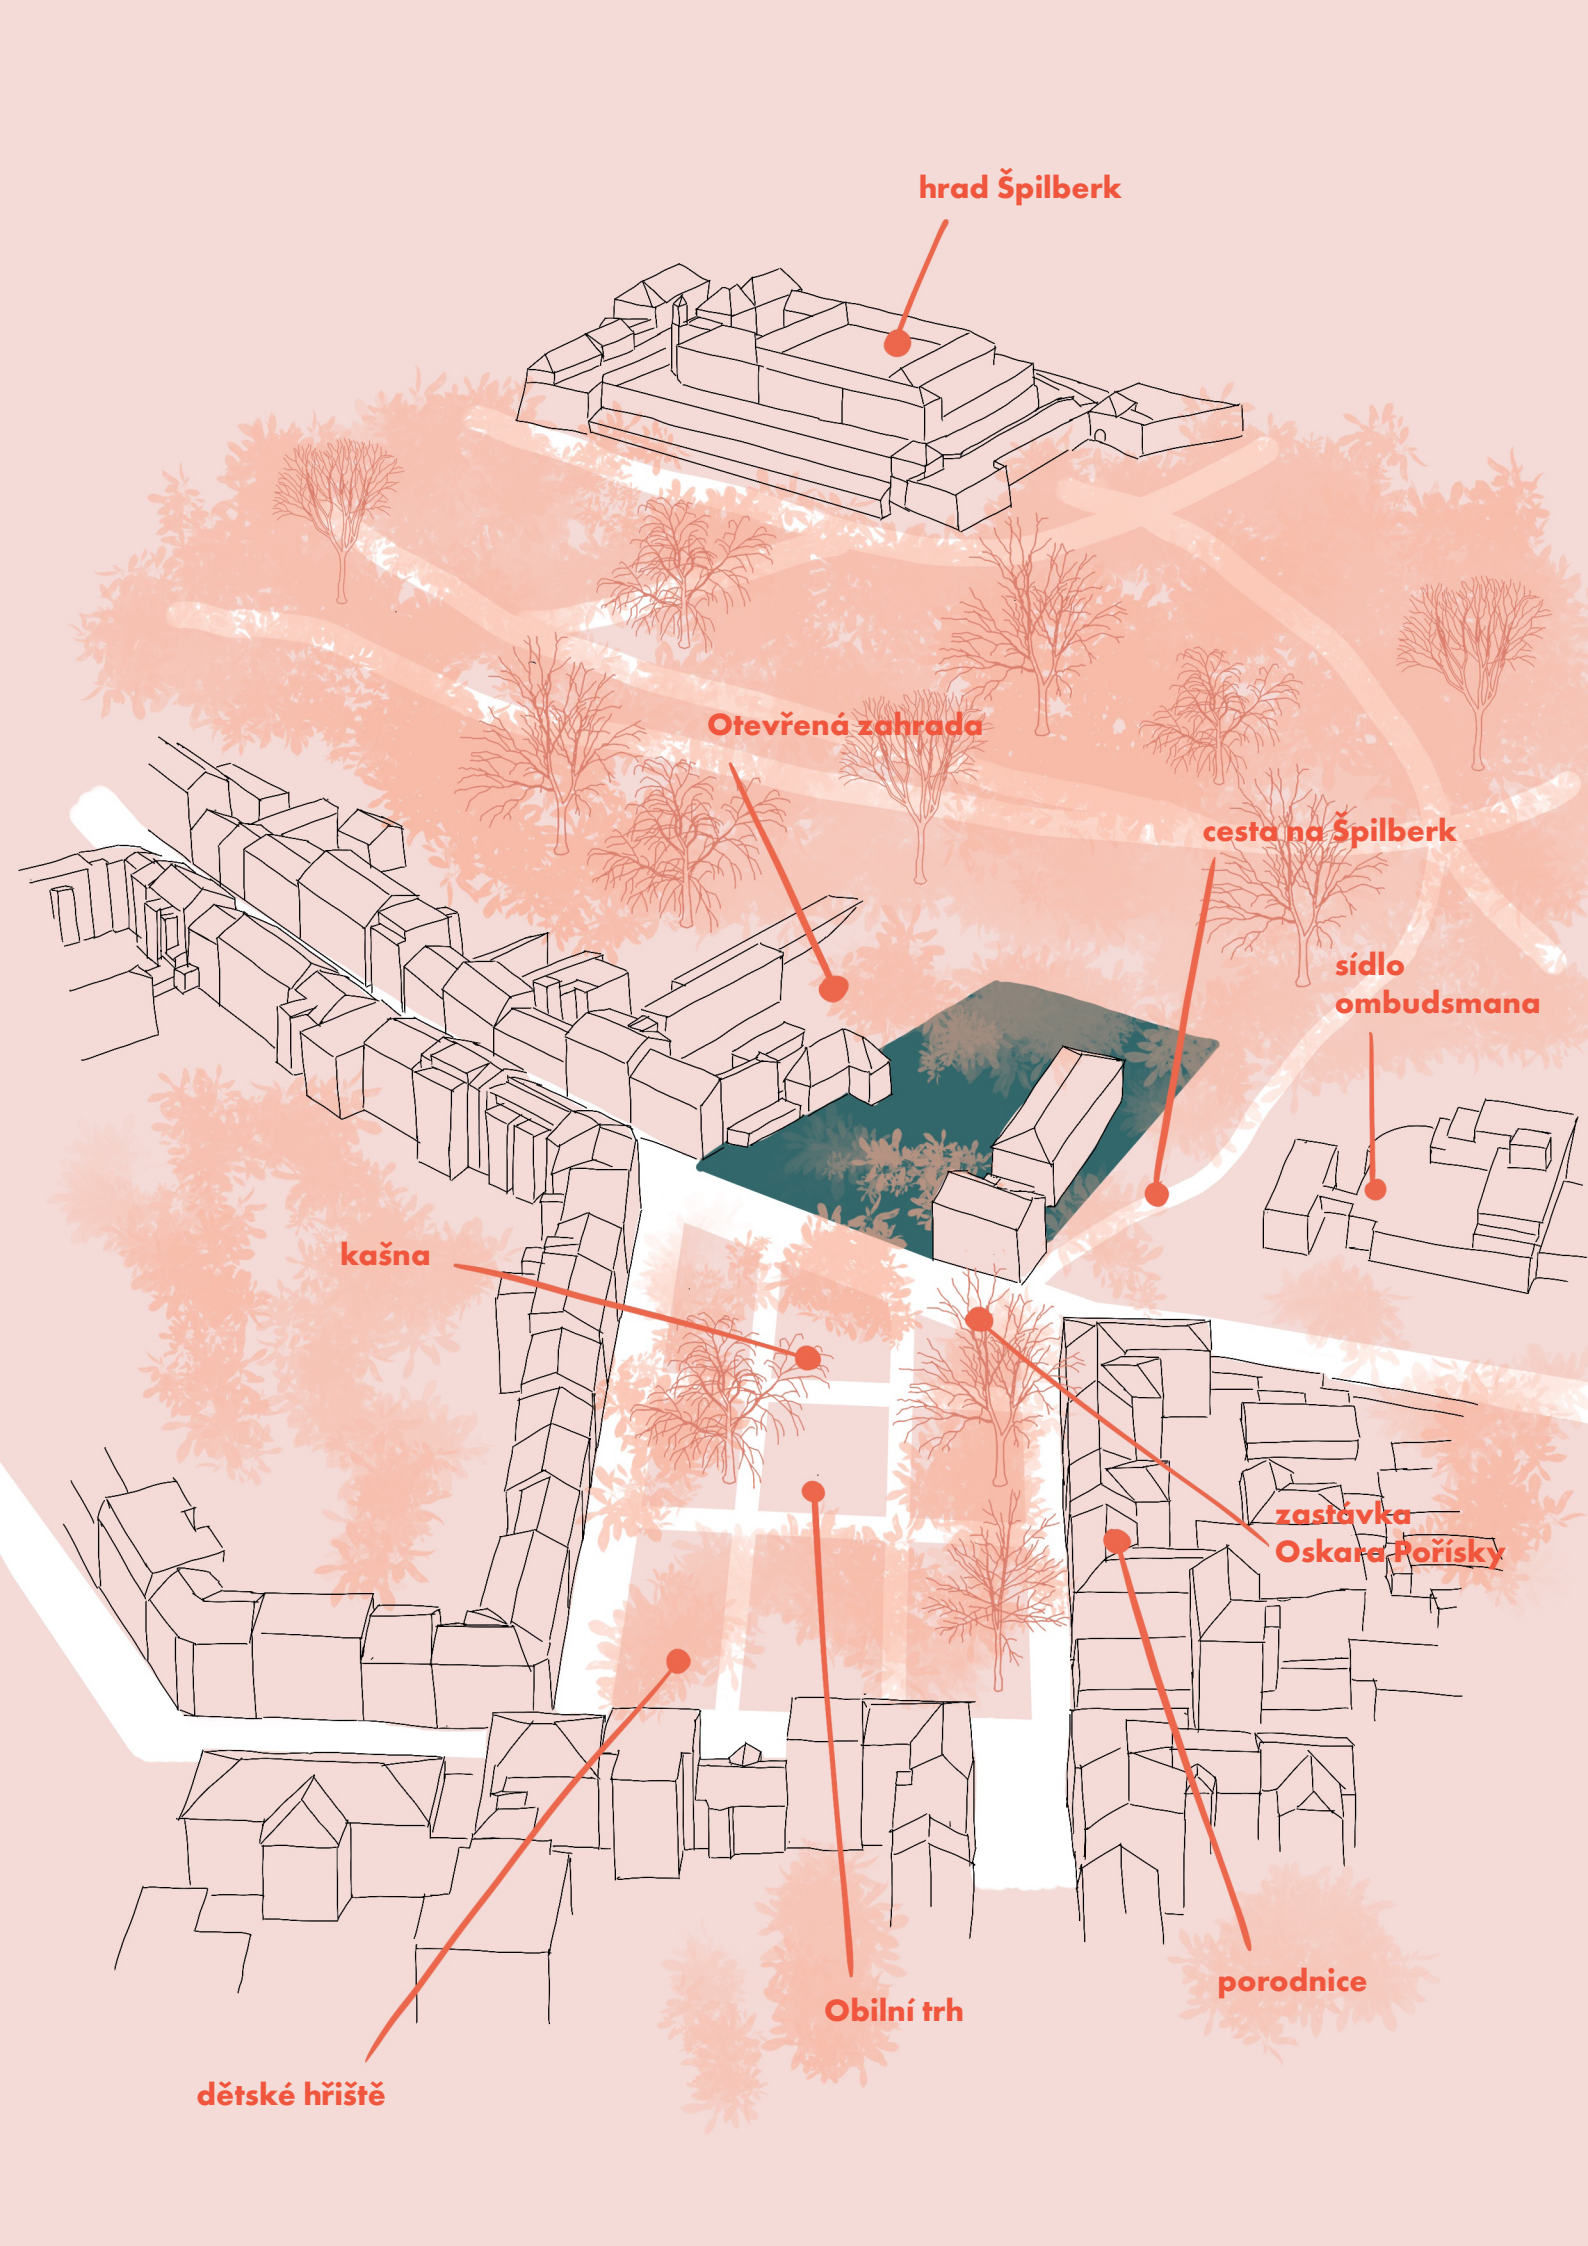 hrad Špilberk
Otevřená zahrada
cesta na Špilberk
sídlo
ombudsmana
kašna
zastávka
Oskara Pořísky
porodnice
Obilní trh
dětské hřiště